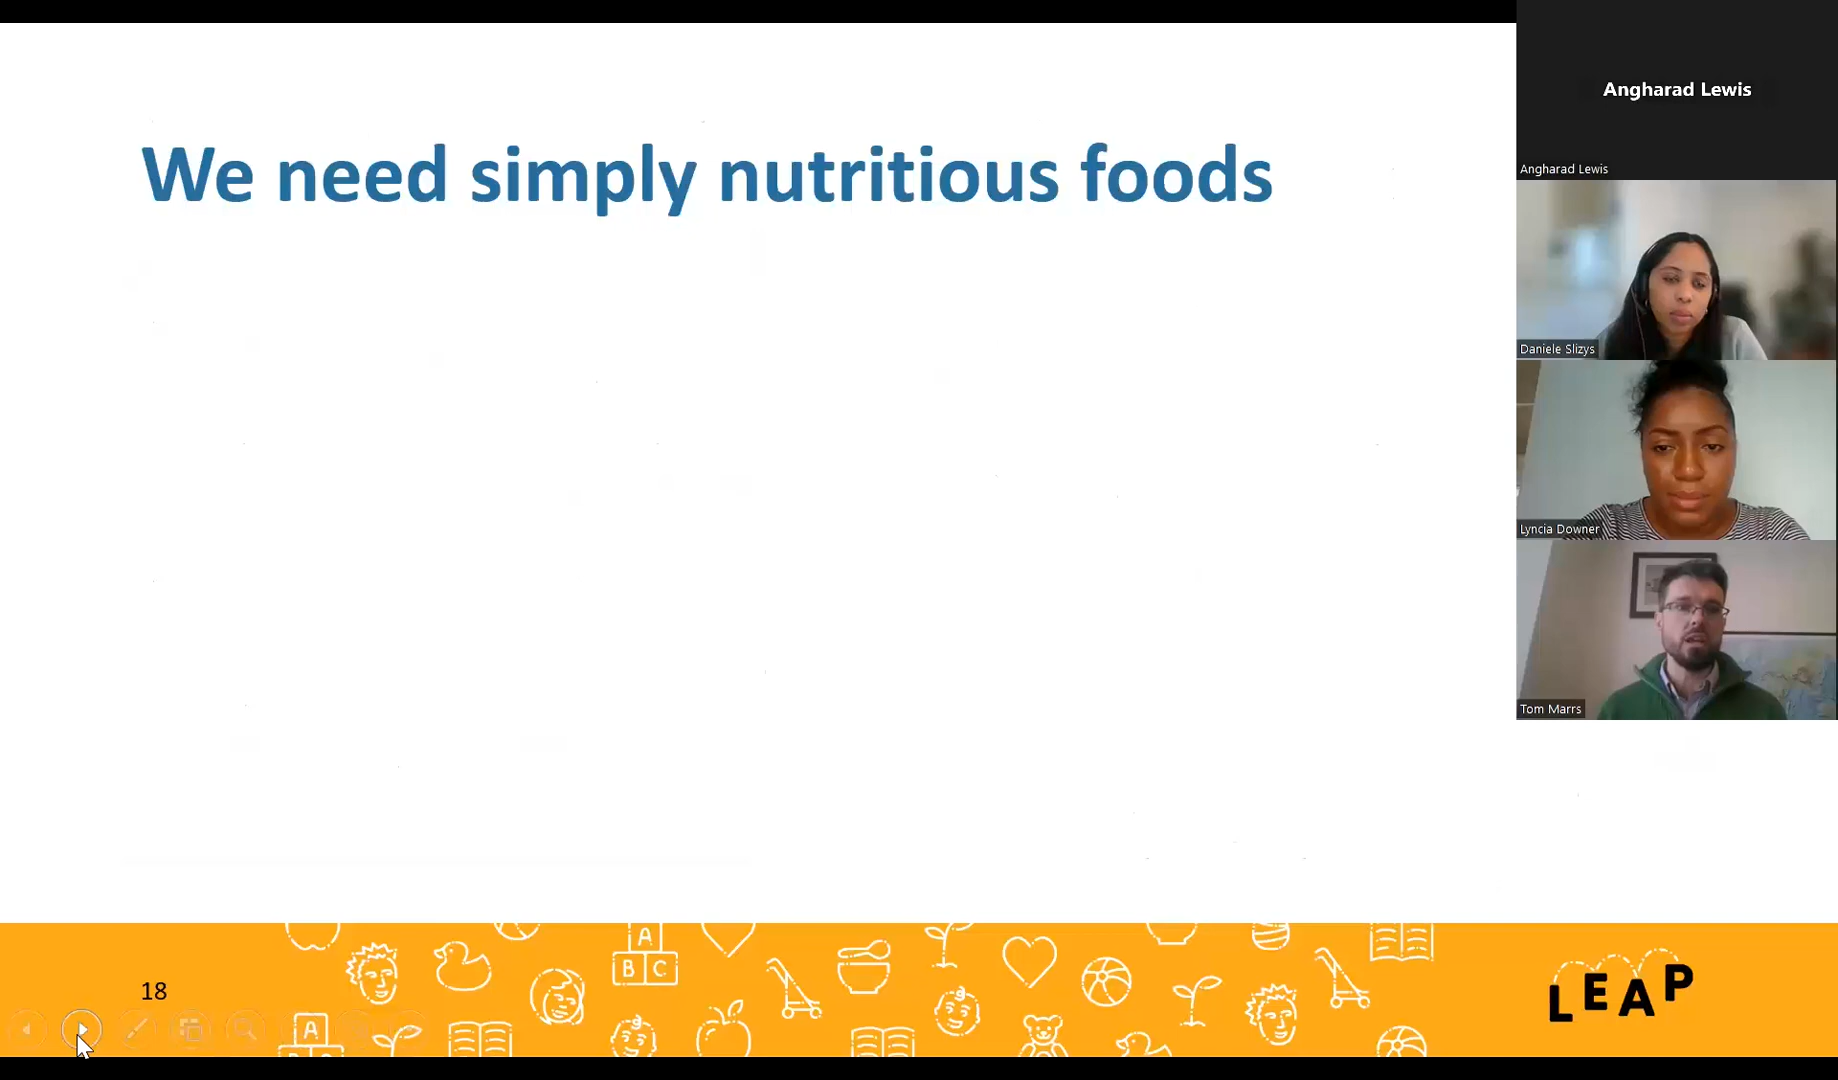 We need simply nutritious foods
Angharad Lewis
Angharad Lewis
Daniele Slizys
Lyncia Downer
Tom Marrs
18
A
B C
A
LEAP